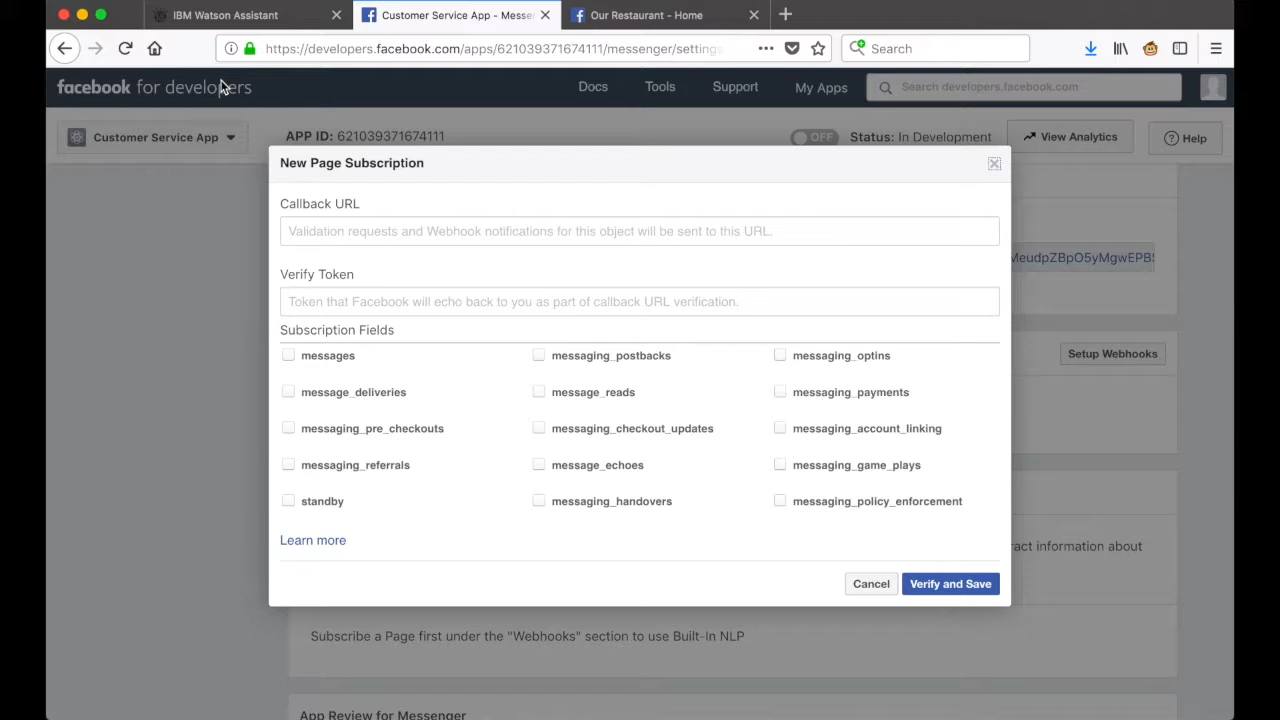 IBM Watson Assistant
Customer Service App - Messe
Our Restaurant - Home
https://developers.facebook.com/apps/621039371674111/messenger/settings
Search
facebook for developers
Docs
Tools
Support
My Apps
Search developers.facebook.com
Customer Service App
APP ID: 621039371674111
OFF
Status: In Development
View Analytics
Help
New Page Subscription
Callback URL
Validation requests and Webhook notifications for this object will be sent to this URL.
MeudpZBpO5yMgwEPB
Verify Token
Token that Facebook will echo back to you as part of callback URL verification.
Subscription Fields
Setup Webhooks
messages
messaging_postbacks
messaging_optins
message_deliveries
message_reads
messaging_payments
messaging_pre_checkouts
messaging_checkout_updates
messaging_account_linking
messaging_referrals
message_echoes
messaging_game_plays
standby
messaging_handovers
messaging_policy_enforcement
Learn more
ract information about
Cancel
Verify and Save
Subscribe a Page first under the "Webhooks" section to use Built-In NLP
App Review for Messenger